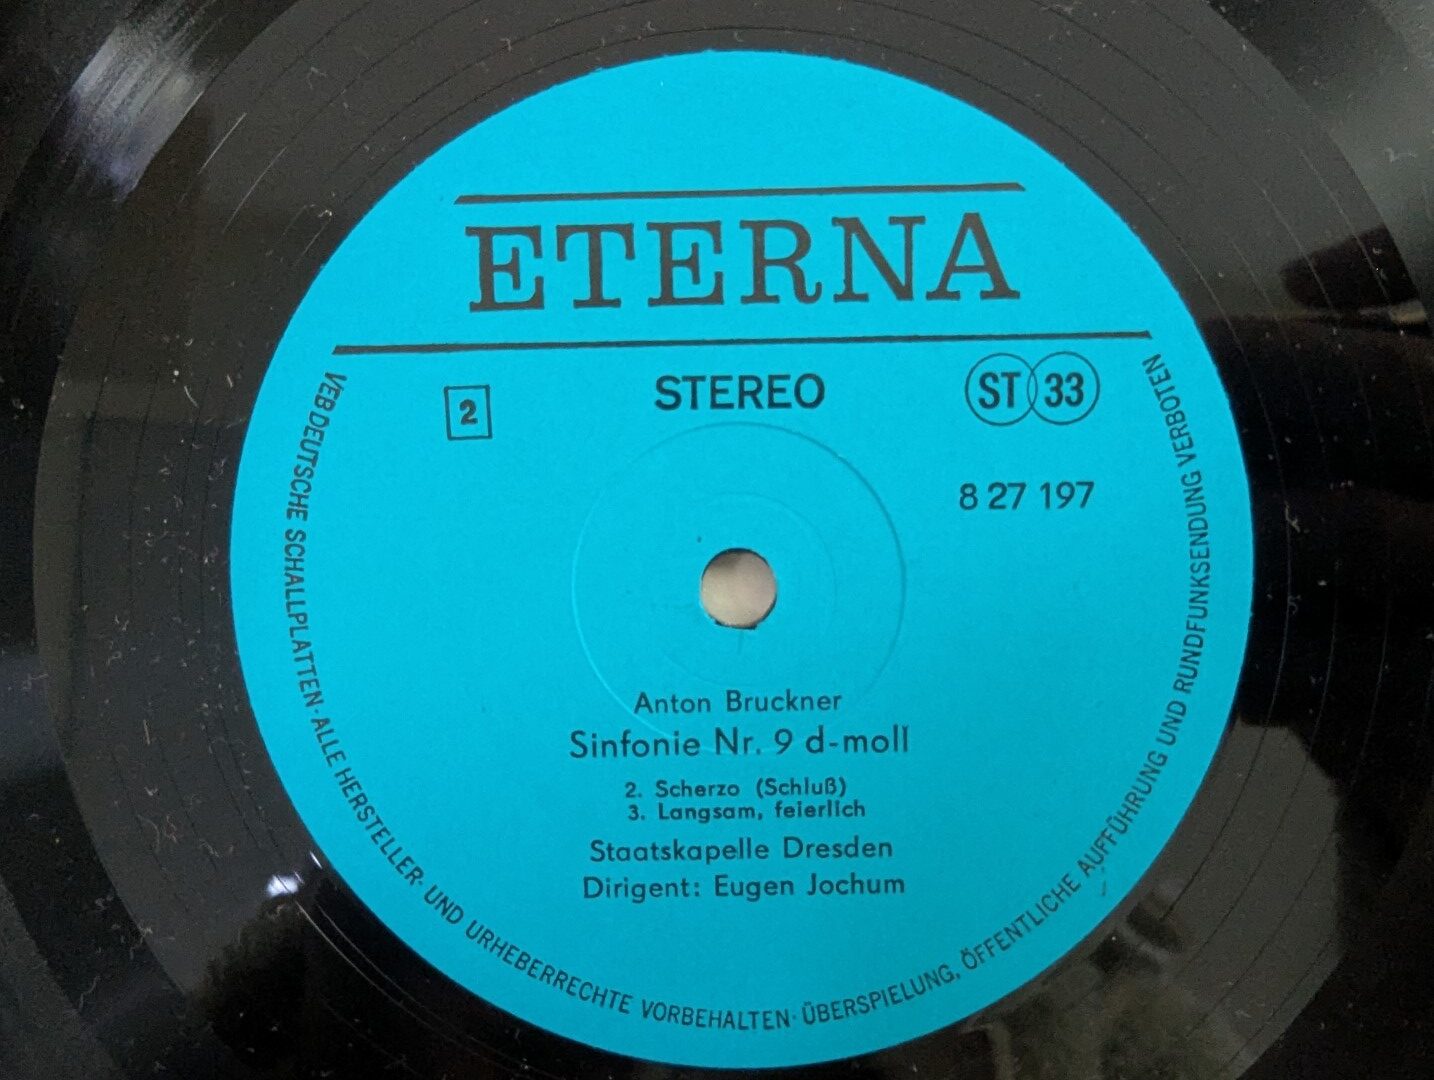 ETERNA
2 STEREO ST 33
8 27 197
Anton Bruckner
Sinfonie Nr. 9 d-moll
2. Scherzo (Schluß)
3. Langsam, feierlich
Staatskapelle Dresden
Dirigent: Eugen Jochum
VEB DEUTSCHE SCHALLPLATTEN · ALLE HERSTELLER- UND URHEBERRECHTE VORBEHALTEN · ÜBERSPIELUNG, ÖFFENTLICHE AUFFÜHRUNG UND RUNDFUNKSENDUNG VERBOTEN